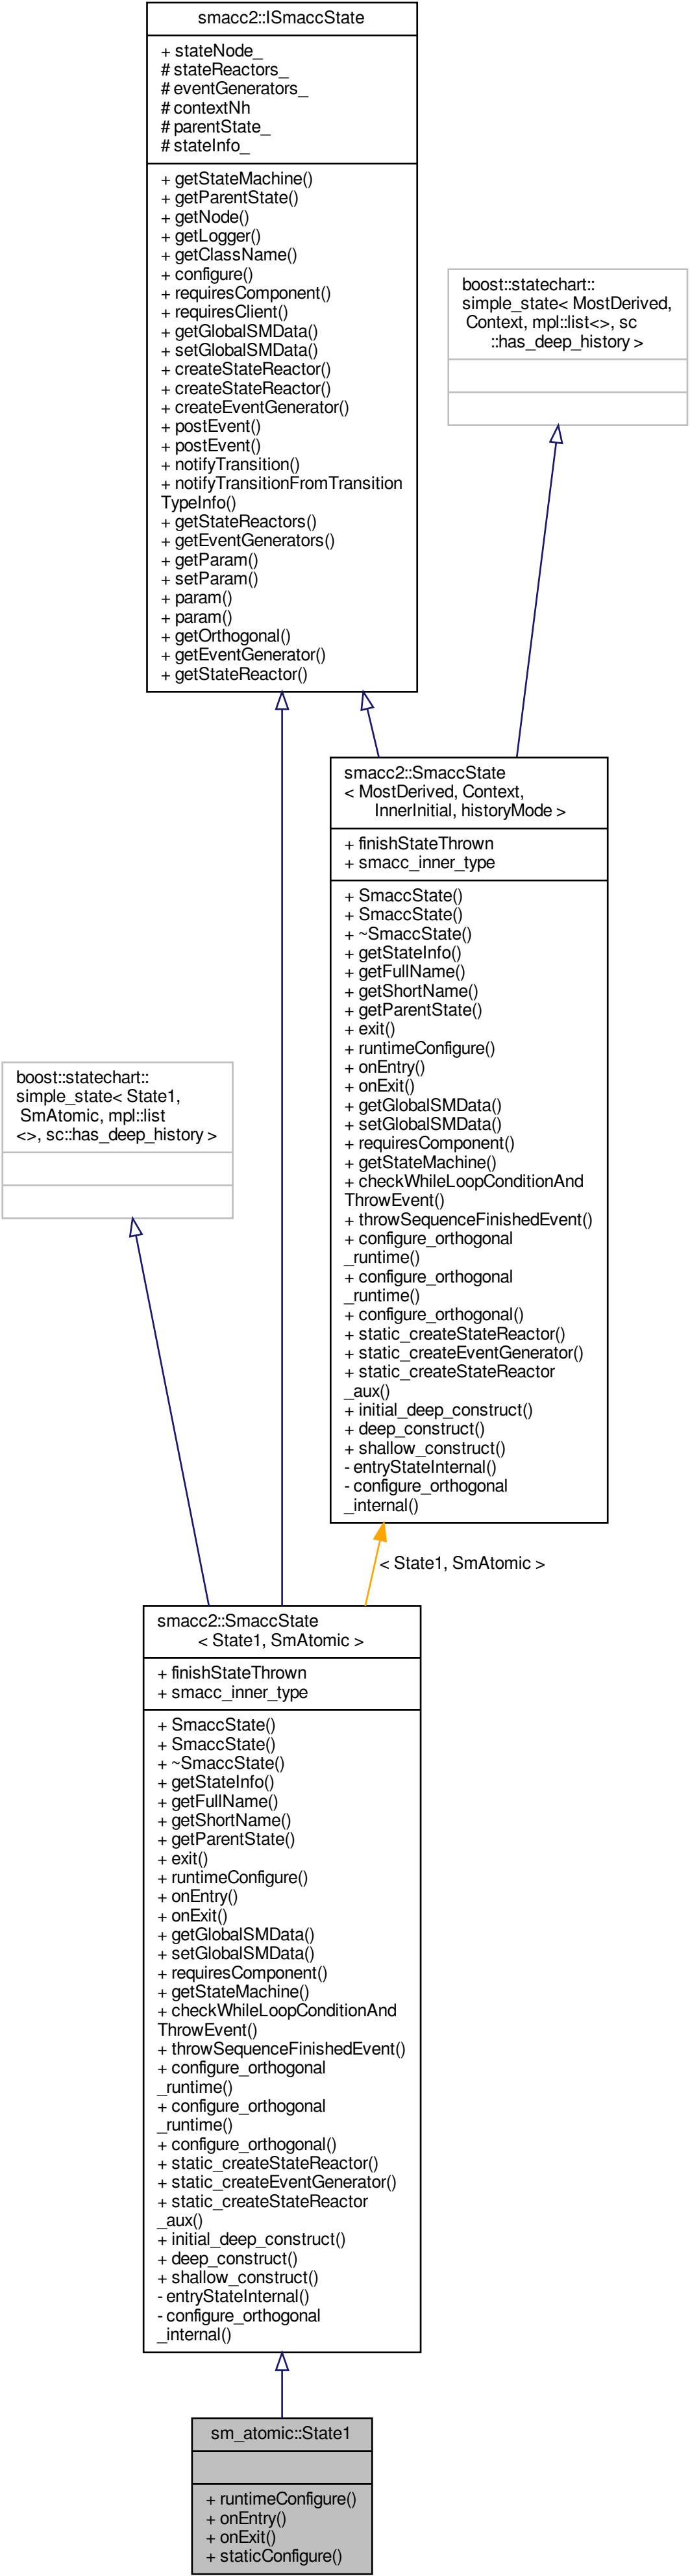 smacc2::ISmaccState
+ stateNode_
# stateReactors_
# eventGenerators_
# contextNh
# parentState_
# stateInfo_
+ getStateMachine()
+ getParentState()
+ getNode()
+ getLogger()
+ getClassName()
+ configure()
+ requiresComponent()
+ requiresClient()
+ getGlobalSMData()
+ setGlobalSMData()
+ createStateReactor()
+ createStateReactor()
+ createEventGenerator()
+ postEvent()
+ postEvent()
+ notifyTransition()
+ notifyTransitionFromTransition
TypeInfo()
+ getStateReactors()
+ getEventGenerators()
+ getParam()
+ setParam()
+ param()
+ param()
+ getOrthogonal()
+ getEventGenerator()
+ getStateReactor()
boost::statechart::
simple_state< MostDerived,
Context, mpl::list<>, sc
::has_deep_history >
smacc2::SmaccState
< MostDerived, Context,
InnerInitial, historyMode >
+ finishStateThrown
+ smacc_inner_type
+ SmaccState()
+ SmaccState()
+ ~SmaccState()
+ getStateInfo()
+ getFullName()
+ getShortName()
+ getParentState()
+ exit()
+ runtimeConfigure()
+ onEntry()
+ onExit()
+ getGlobalSMData()
+ setGlobalSMData()
+ requiresComponent()
+ getStateMachine()
+ checkWhileLoopConditionAnd
ThrowEvent()
+ throwSequenceFinishedEvent()
+ configure_orthogonal
_runtime()
+ configure_orthogonal
_runtime()
+ configure_orthogonal()
+ static_createStateReactor()
+ static_createEventGenerator()
+ static_createStateReactor
_aux()
+ initial_deep_construct()
+ deep_construct()
+ shallow_construct()
- entryStateInternal()
- configure_orthogonal
_internal()
boost::statechart::
simple_state< State1,
SmAtomic, mpl::list
<>, sc::has_deep_history >
< State1, SmAtomic >
smacc2::SmaccState
< State1, SmAtomic >
+ finishStateThrown
+ smacc_inner_type
+ SmaccState()
+ SmaccState()
+ ~SmaccState()
+ getStateInfo()
+ getFullName()
+ getShortName()
+ getParentState()
+ exit()
+ runtimeConfigure()
+ onEntry()
+ onExit()
+ getGlobalSMData()
+ setGlobalSMData()
+ requiresComponent()
+ getStateMachine()
+ checkWhileLoopConditionAnd
ThrowEvent()
+ throwSequenceFinishedEvent()
+ configure_orthogonal
_runtime()
+ configure_orthogonal
_runtime()
+ configure_orthogonal()
+ static_createStateReactor()
+ static_createEventGenerator()
+ static_createStateReactor
_aux()
+ initial_deep_construct()
+ deep_construct()
+ shallow_construct()
- entryStateInternal()
- configure_orthogonal
_internal()
sm_atomic::State1
+ runtimeConfigure()
+ onEntry()
+ onExit()
+ staticConfigure()